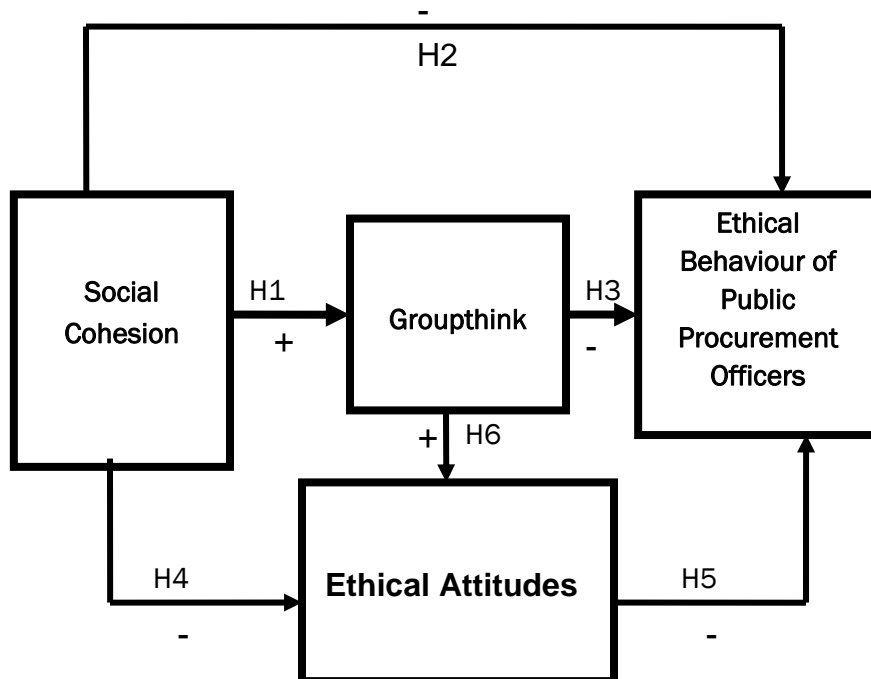 -
H2
Social
Cohesion
H1
+
Groupthink
H3
-
Ethical
Behaviour of
Public
Procurement
Officers
+ H6
H4
-
Ethical Attitudes
H5
-